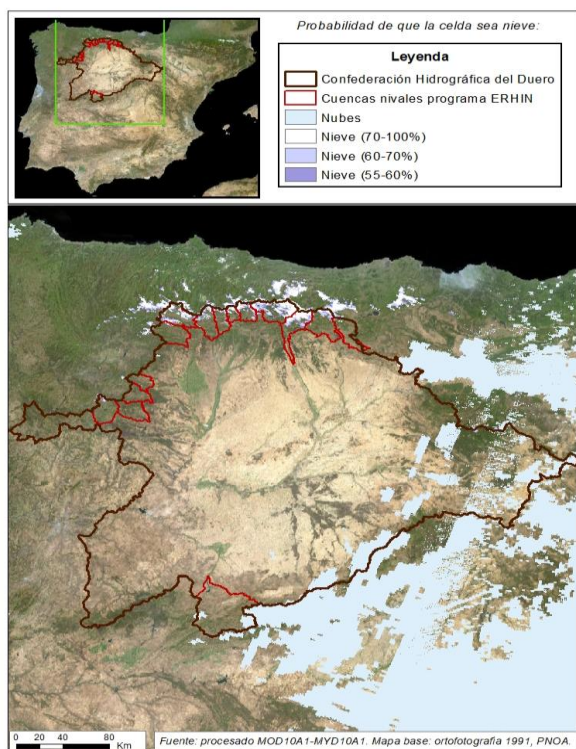 Probabilidad de que la celda sea nieve:
Leyenda
Confederación Hidrográfica del Duero
Cuencas nivales programa ERHIN
Nubes
Nieve (70-100%)
Nieve (60-70%)
Nieve (55-60%)
0 20 40 80
Km
Fuente: procesado MOD10A1-MYD10A1. Mapa base: ortofotografía 1991, PNOA.